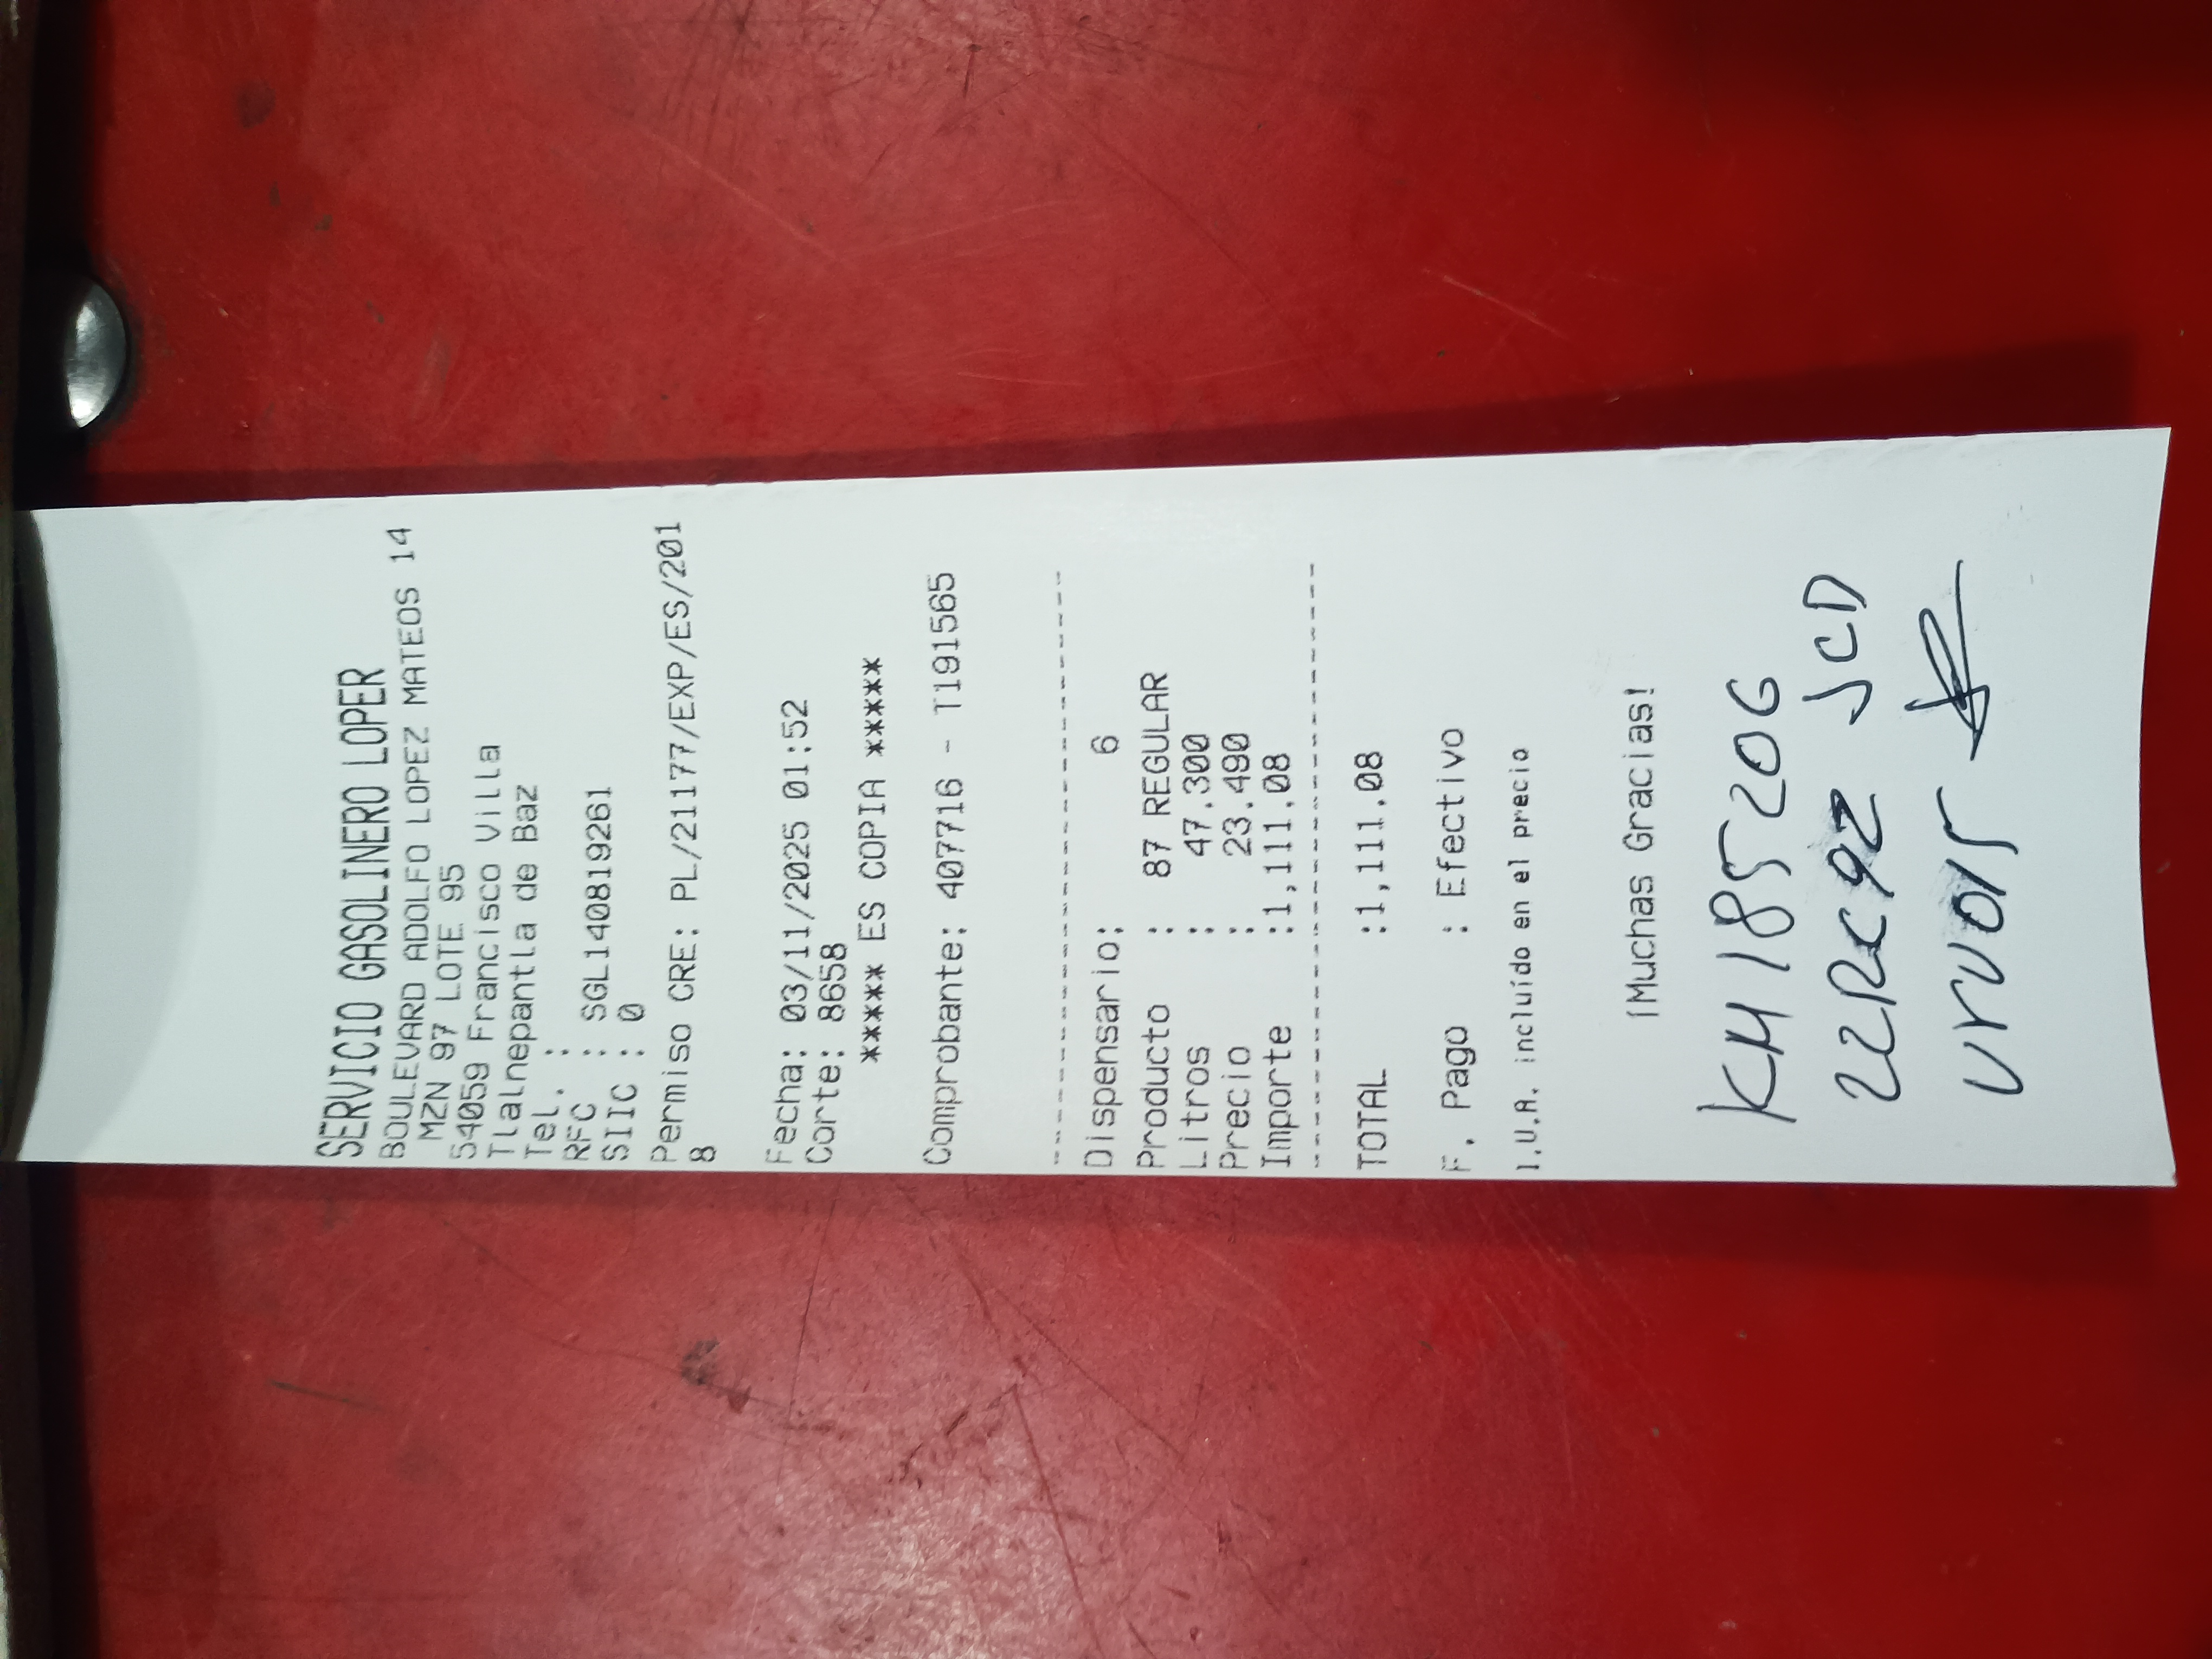 SERVICIO GASOLINERO LOPER
BOULEVARD ADOLFO LOPEZ MATEOS 14
MZN 97 LOTE 95
54059 Francisco Villa
Tlalnepantla de Baz
Tel. :
RFC : SGL140819261
SIIC : 0
Permiso CRE: PL/21177/EXP/ES/201
8
Fecha: 03/11/2025 01:52
Corte: 8658
***** ES COPIA *****
Comprobante: 407716 - T191565
Dispensario: 6
Producto : 87 REGULAR
Litros : 47.300
Precio : 23.490
Importe :1,111.08
TOTAL :1,111.08
F. Pago : Efectivo
I.V.A. incluído en el precio
¡Muchas Gracias!
KM 185206
22RC92 JCD